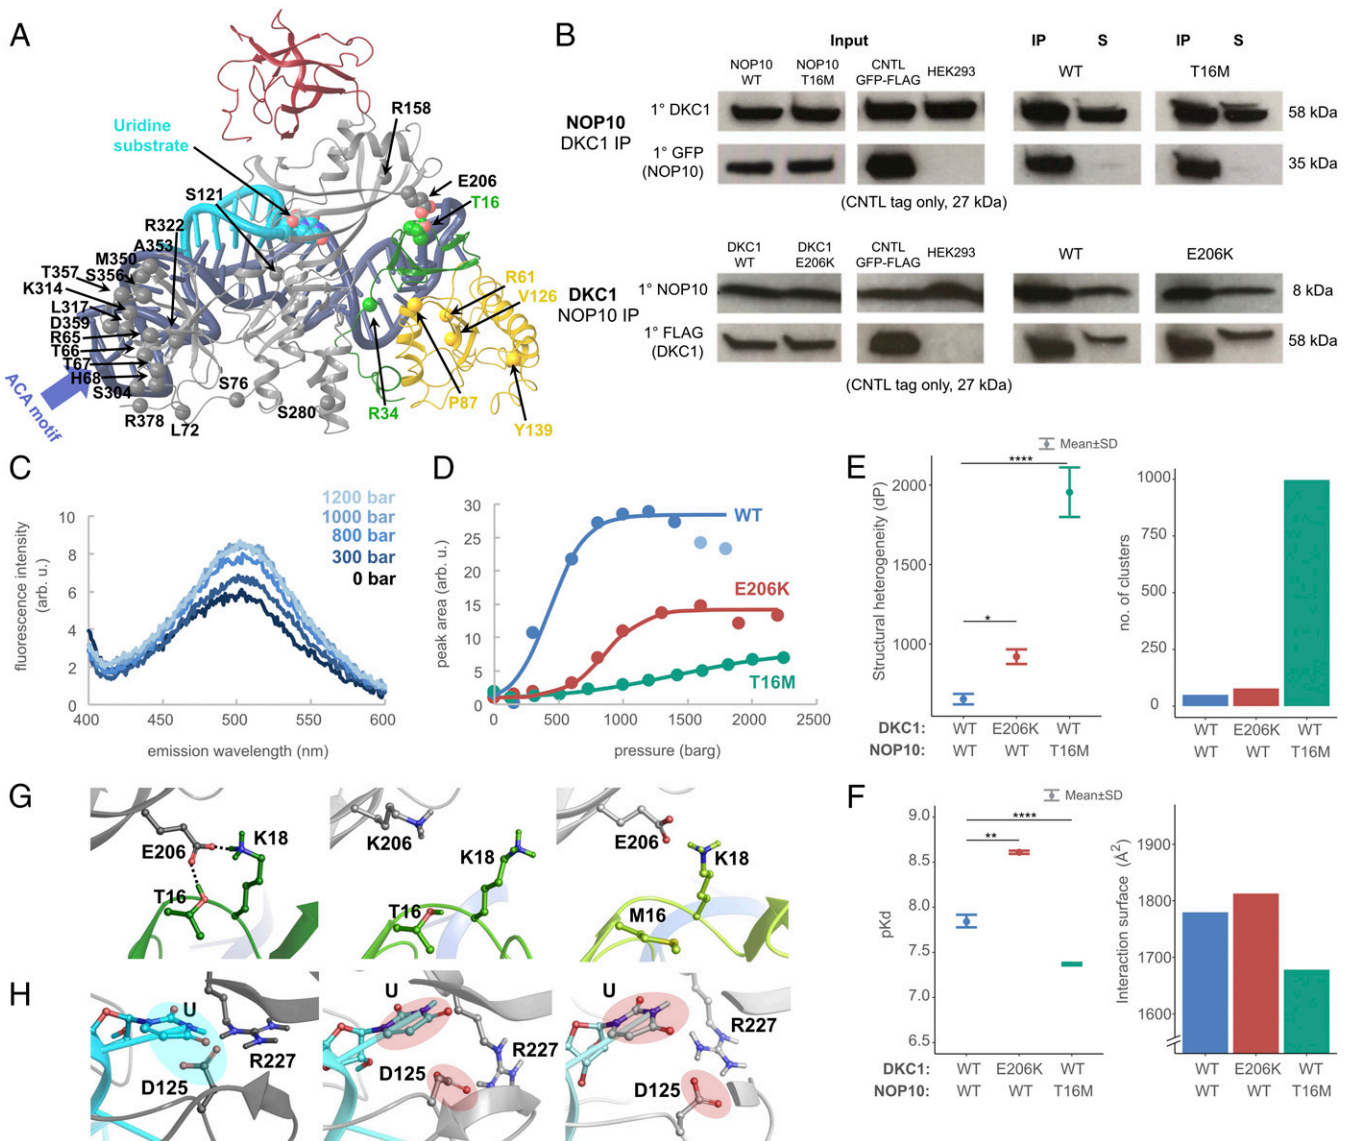 A
Uridine
substrate
R158
S121
E206
T16
R322
A353
M350
T357
S356
K314
L317
D359
R65
T66
T67
H68
S304
R61
V126
ACA motif
S76
R378
L72
S280
R34
P87
Y139
B
Input
IP
S
IP
S
NOP10
WT
NOP10
T16M
CNTL
GFP-FLAG
HEK293
WT
T16M
NOP10
DKC1 IP
1° DKC1
58 kDa
1° GFP
(NOP10)
35 kDa
(CNTL tag only, 27 kDa)
DKC1
WT
DKC1
E206K
CNTL
GFP-FLAG
HEK293
WT
E206K
DKC1
NOP10 IP
1° NOP10
8 kDa
1° FLAG
(DKC1)
58 kDa
(CNTL tag only, 27 kDa)
C
1200 bar
1000 bar
800 bar
300 bar
0 bar
fluorescence intensity
(arb. u.)
10
8
6
4
2
0
400
450
500
550
600
emission wavelength (nm)
D
WT
E206K
T16M
peak area (arb. u.)
30
25
20
15
10
5
0
0
600
1000
1500
2000
2500
pressure (barg)
E
Mean±SD
****
*
Structural heterogeneity (dP)
2000
1000
DKC1:
WT
E206K
WT
NOP10:
WT
WT
T16M
no. of clusters
1000
750
500
250
0
WT
E206K
WT
WT
WT
T16M
G
E206
K18
T16
K206
K18
T16
E206
K18
M16
H
U
R227
D125
U
R227
D125
U
R227
D125
F
Mean±SD
****
**
pKd
9.0
8.5
8.0
7.5
7.0
6.5
DKC1:
WT
E206K
WT
NOP10:
WT
WT
T16M
Interaction surface (Å2)
1900
1800
1700
1600
WT
E206K
WT
WT
WT
T16M